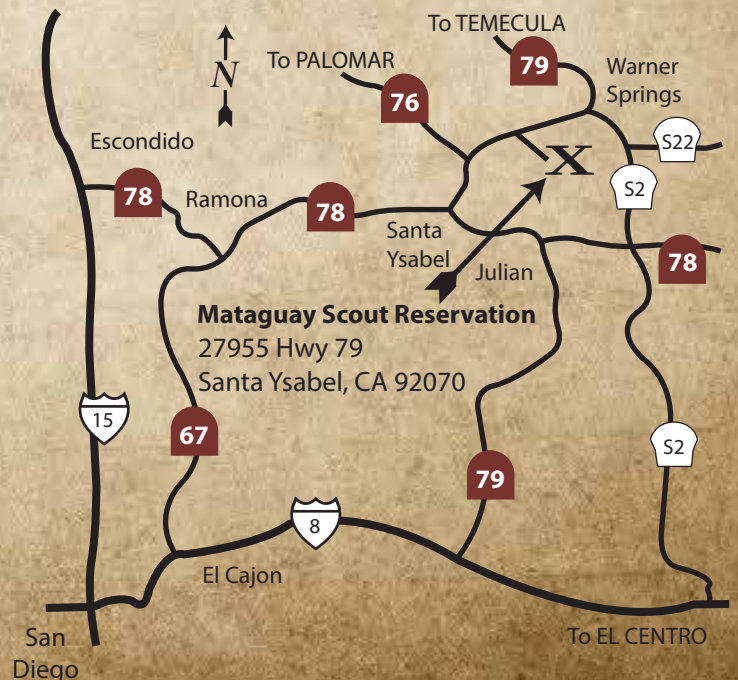 To TEMECULA
N
To PALOMAR
79
Warner
Springs
76
Escondido
S22
78
Ramona
78
S2
Santa
Ysabel
Julian
78
Mataguay Scout Reservation
27955 Hwy 79
Santa Ysabel, CA 92070
15
67
S2
79
8
El Cajon
San
Diego
To EL CENTRO
X